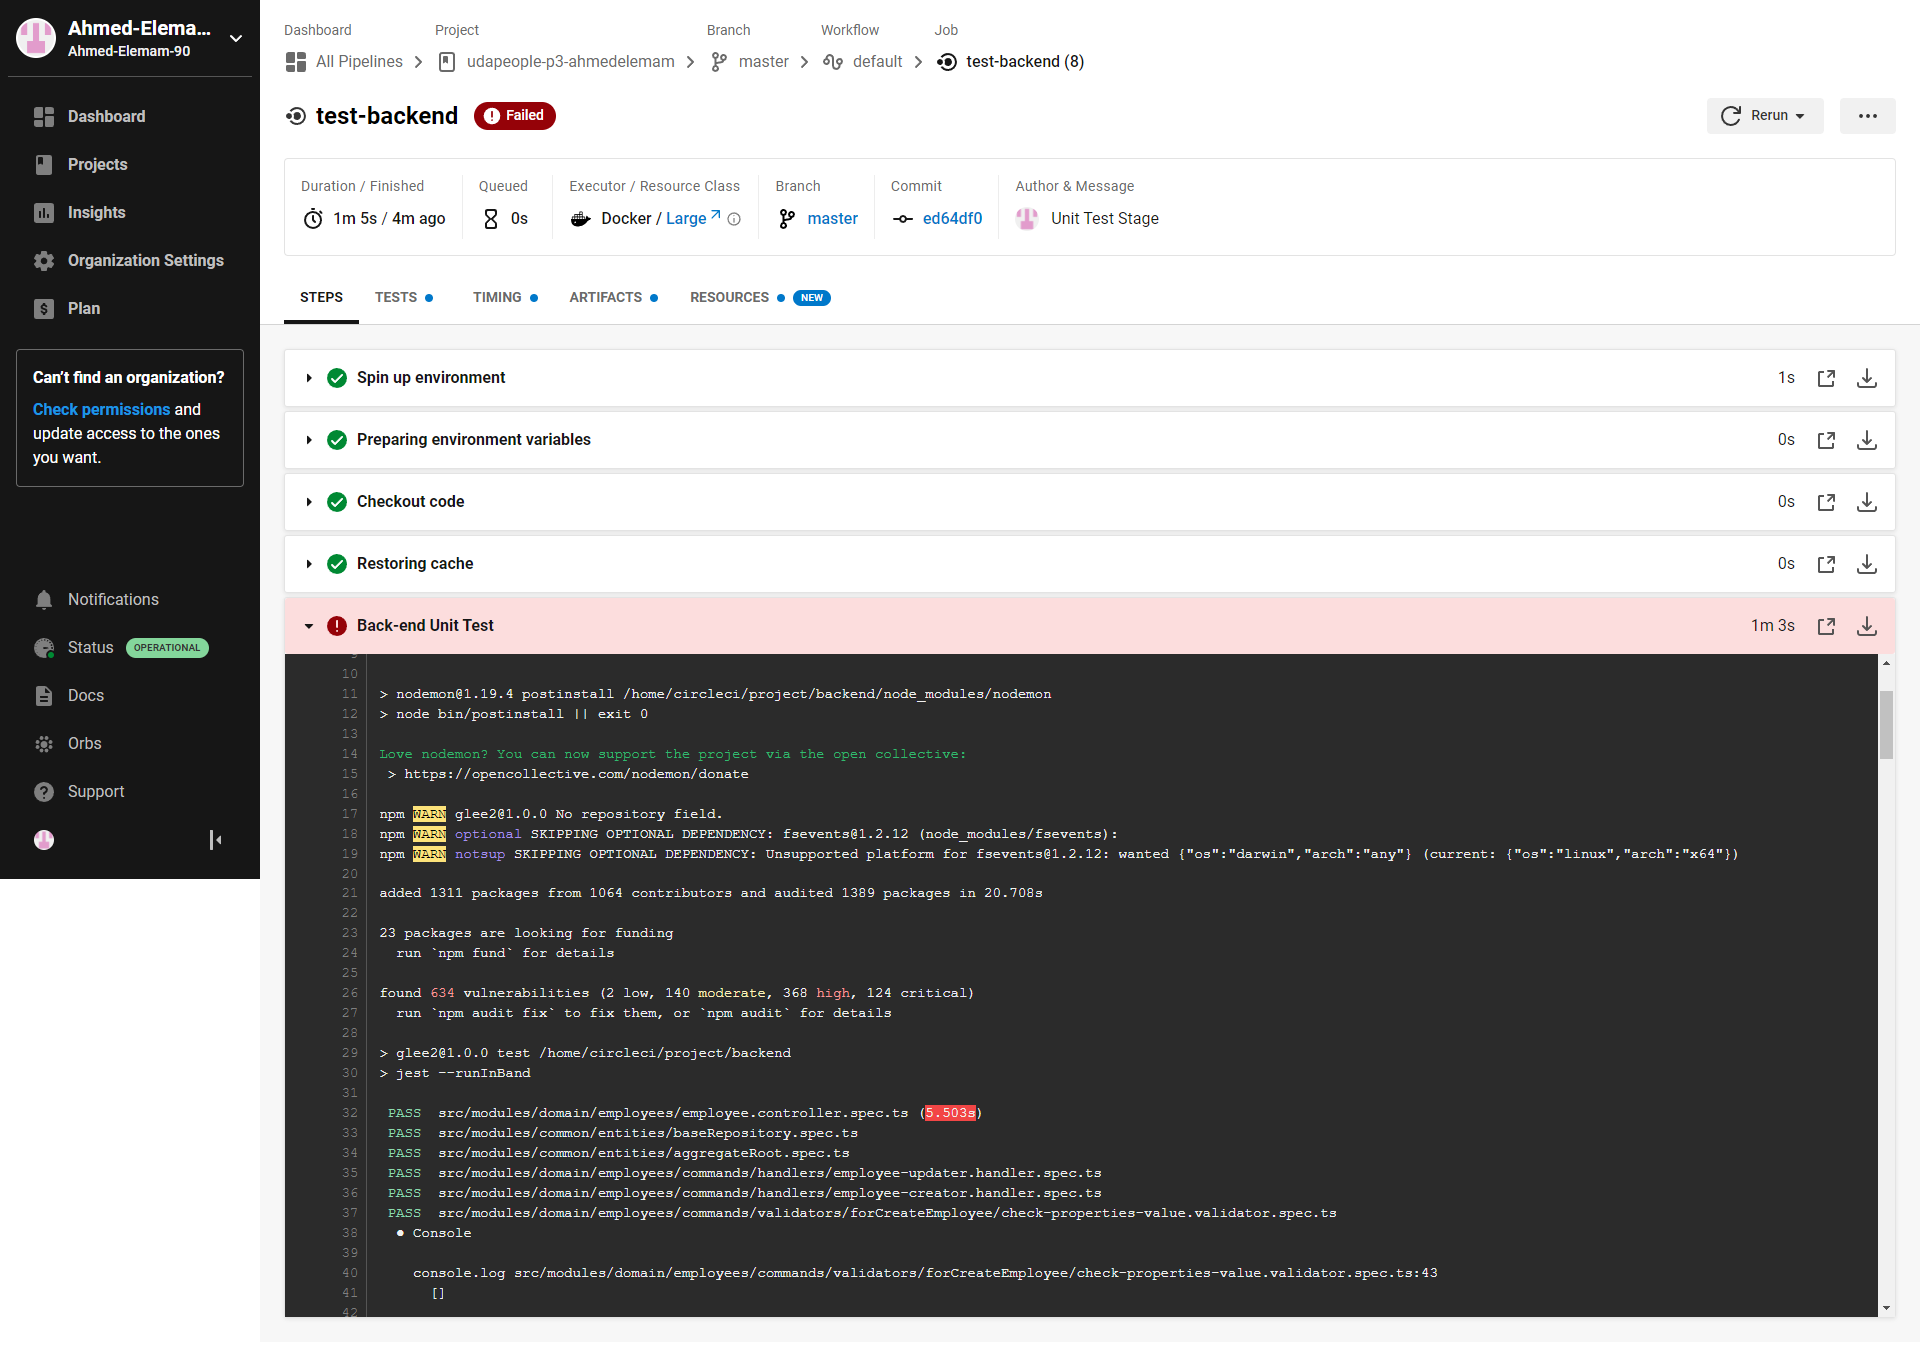 Ahmed-Elema...
Ahmed-Elemam-90
Dashboard
Projects
Insights
Organization Settings
Plan
Can't find an organization?
Check permissions and
update access to the ones
you want.
Notifications
Status OPERATIONAL
Docs
Orbs
Support
Dashboard Project Branch Workflow Job
All Pipelines udapeople-p3-ahmedelemam master default test-backend (8)
test-backend Failed
Rerun
Duration / Finished Queued Executor / Resource Class Branch Commit Author & Message
1m 5s / 4m ago 0s Docker / Large master ed64df0 Unit Test Stage
STEPS TESTS TIMING ARTIFACTS RESOURCES NEW
Spin up environment 1s
Preparing environment variables 0s
Checkout code 0s
Restoring cache 0s
Back-end Unit Test 1m 3s
9
10
11 > nodemon@1.19.4 postinstall /home/circleci/project/backend/node_modules/nodemon
12 > node bin/postinstall || exit 0
13
14 Love nodemon? You can now support the project via the open collective:
15 > https://opencollective.com/nodemon/donate
16
17 npm WARN glee2@1.0.0 No repository field.
18 npm WARN optional SKIPPING OPTIONAL DEPENDENCY: fsevents@1.2.12 (node_modules/fsevents):
19 npm WARN notsup SKIPPING OPTIONAL DEPENDENCY: Unsupported platform for fsevents@1.2.12: wanted {"os":"darwin","arch":"any"} (current: {"os":"linux","arch":"x64"})
20
21 added 1311 packages from 1064 contributors and audited 1389 packages in 20.708s
22
23 23 packages are looking for funding
24 run `npm fund` for details
25
26 found 634 vulnerabilities (2 low, 140 moderate, 368 high, 124 critical)
27 run `npm audit fix` to fix them, or `npm audit` for details
28
29 > glee2@1.0.0 test /home/circleci/project/backend
30 > jest --runInBand
31
32 PASS src/modules/domain/employees/employee.controller.spec.ts (5.503s)
33 PASS src/modules/common/entities/baseRepository.spec.ts
34 PASS src/modules/common/entities/aggregateRoot.spec.ts
35 PASS src/modules/domain/employees/commands/handlers/employee-updater.handler.spec.ts
36 PASS src/modules/domain/employees/commands/handlers/employee-creator.handler.spec.ts
37 PASS src/modules/domain/employees/commands/validators/forCreateEmployee/check-properties-value.validator.spec.ts
38 ● Console
39
40 console.log src/modules/domain/employees/commands/validators/forCreateEmployee/check-properties-value.validator.spec.ts:43
41 []
42